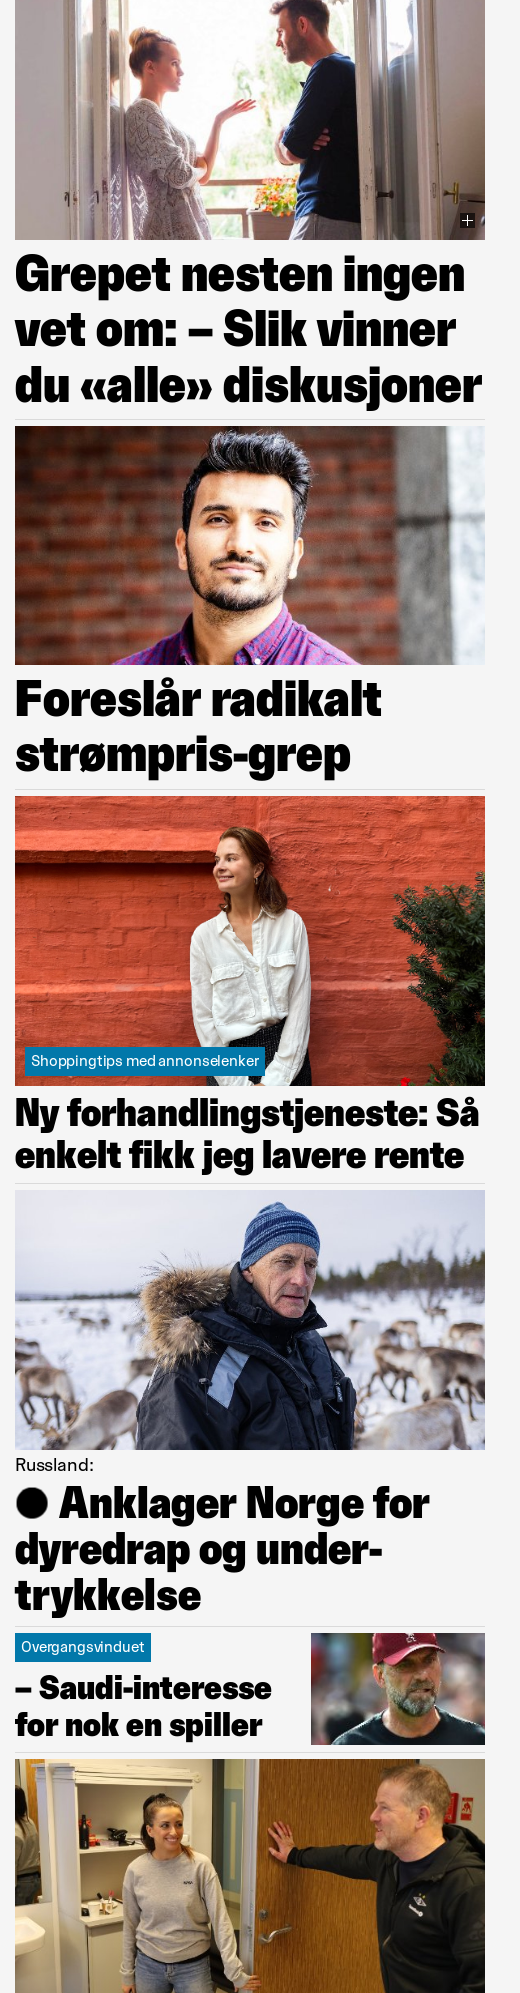 Grepet nesten ingen
vet om: – Slik vinner
du «alle» diskusjoner
Foreslår radikalt
strømpris-grep
Shoppingtips med annonselenker
Ny forhandlingstjeneste: Så
enkelt fikk jeg lavere rente
Russland:
● Anklager Norge for
dyredrap og under-
trykkelse
Overgangsvinduet
– Saudi-interesse
for nok en spiller